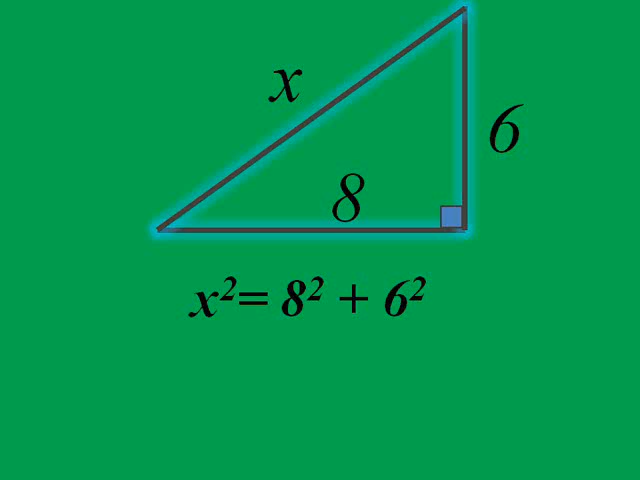 x
6
8
x²= 8² + 6²